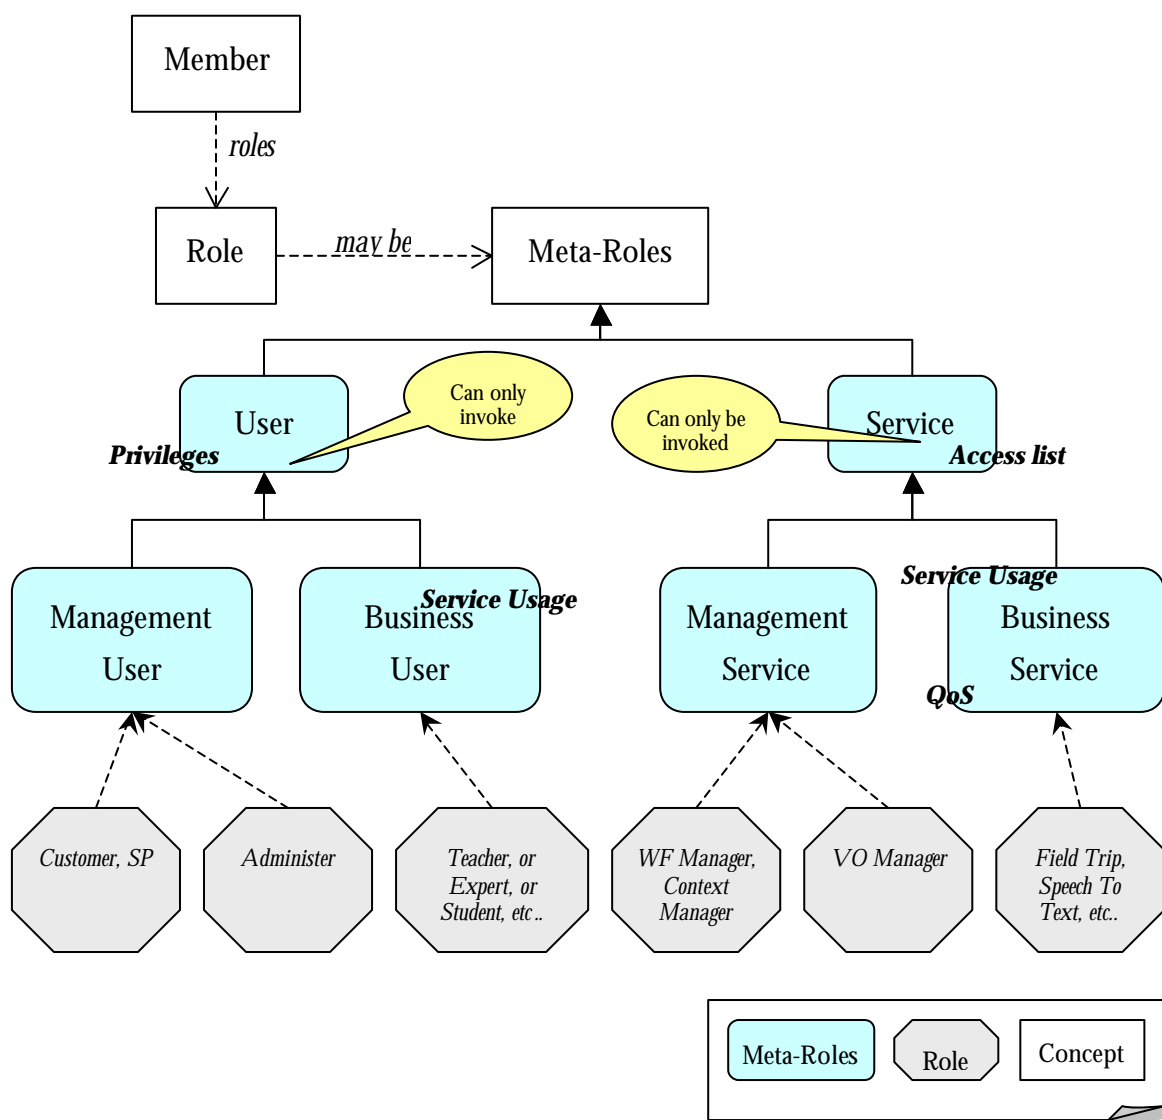 Member
roles
Role
may be
Meta-Roles
Can only
invoke
User
Privileges
Can only be
invoked
Service
Access list
Management
User
Service Usage
Business
User
Management
Service
Service Usage
Business
Service
QoS
Customer, SP
Administer
Teacher, or
Expert, or
Student, etc..
WF Manager,
Context
Manager
VO Manager
Field Trip,
Speech To
Text, etc..
Meta-Roles
Role
Concept